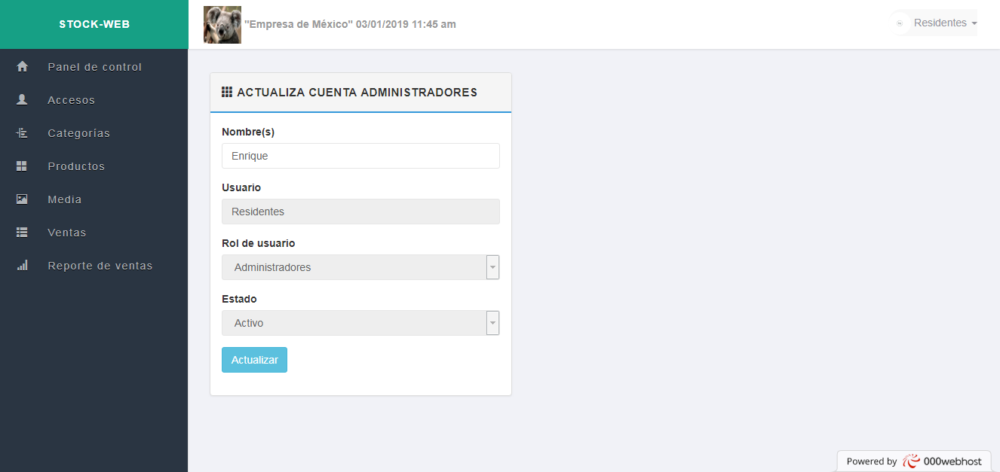 STOCK-WEB
"Empresa de México" 03/01/2019 11:45 am
Residentes
Panel de control
Accesos
Categorías
Productos
Media
Ventas
Reporte de ventas
ACTUALIZA CUENTA ADMINISTRADORES
Nombre(s)
Enrique
Usuario
Residentes
Rol de usuario
Administradores
Estado
Activo
Actualizar
Powered by 000webhost